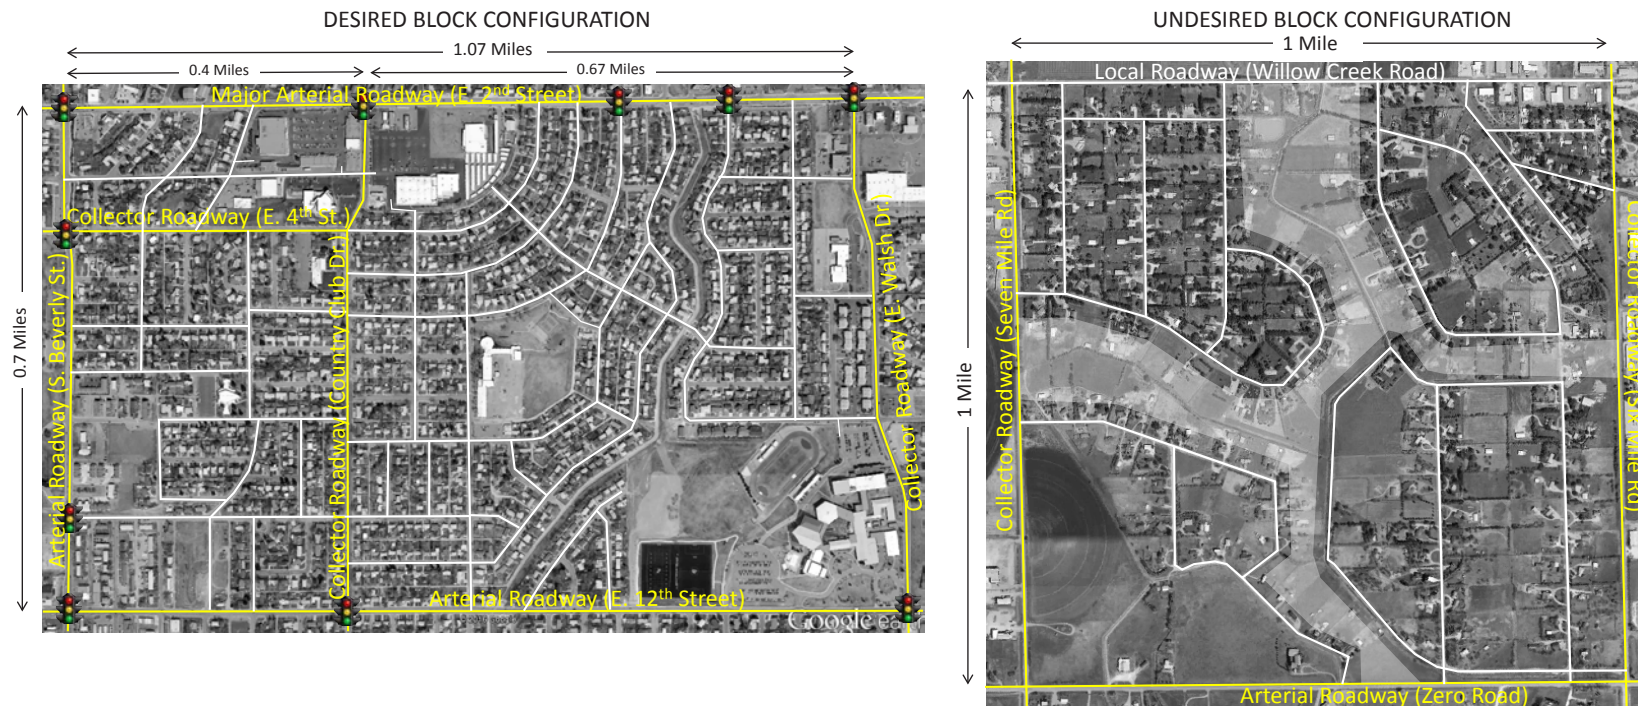 DESIRED BLOCK CONFIGURATION
1.07 Miles
0.4 Miles
0.67 Miles
0.7 Miles
Major Arterial Roadway (E. 2nd Street)
Collector Roadway (E. 4th St.)
Arterial Roadway (S. Beverly St.)
Collector Roadway (Country Club Dr.)
Collector Roadway (E. Walsh Dr.)
Arterial Roadway (E. 12th Street)
Google earth
UNDESIRED BLOCK CONFIGURATION
1 Mile
1 Mile
Local Roadway (Willow Creek Road)
Collector Roadway (Seven Mile Rd)
Collector Roadway (Six Mile Rd)
Arterial Roadway (Zero Road)